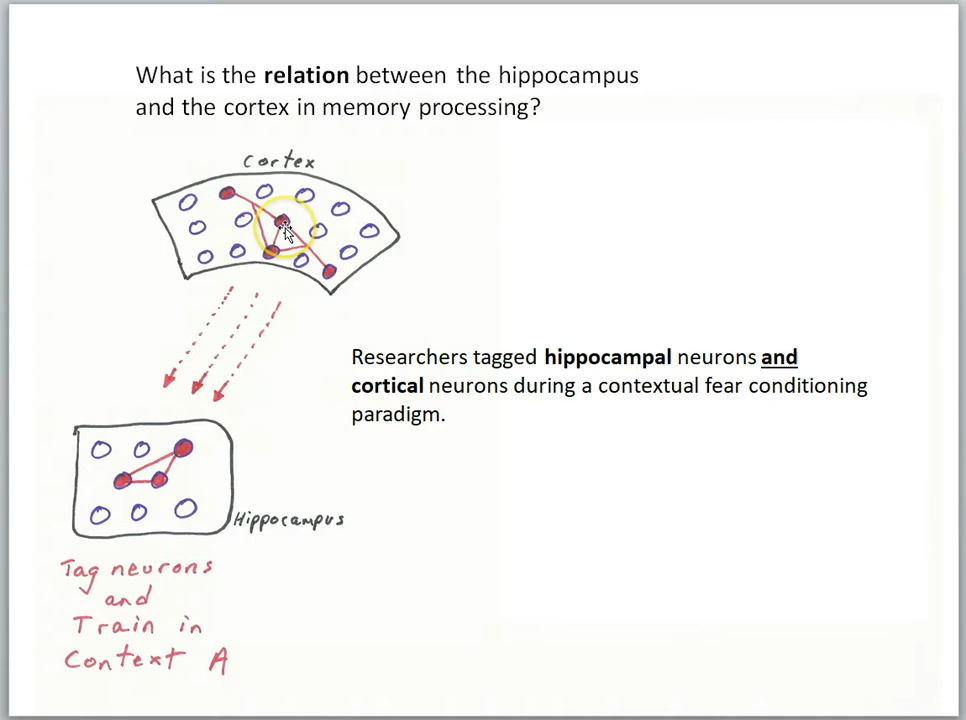 What is the relation between the hippocampus
and the cortex in memory processing?
Cortex
Researchers tagged hippocampal neurons and
cortical neurons during a contextual fear conditioning
paradigm.
Hippocampus
Tag neurons
and
Train in
Context A